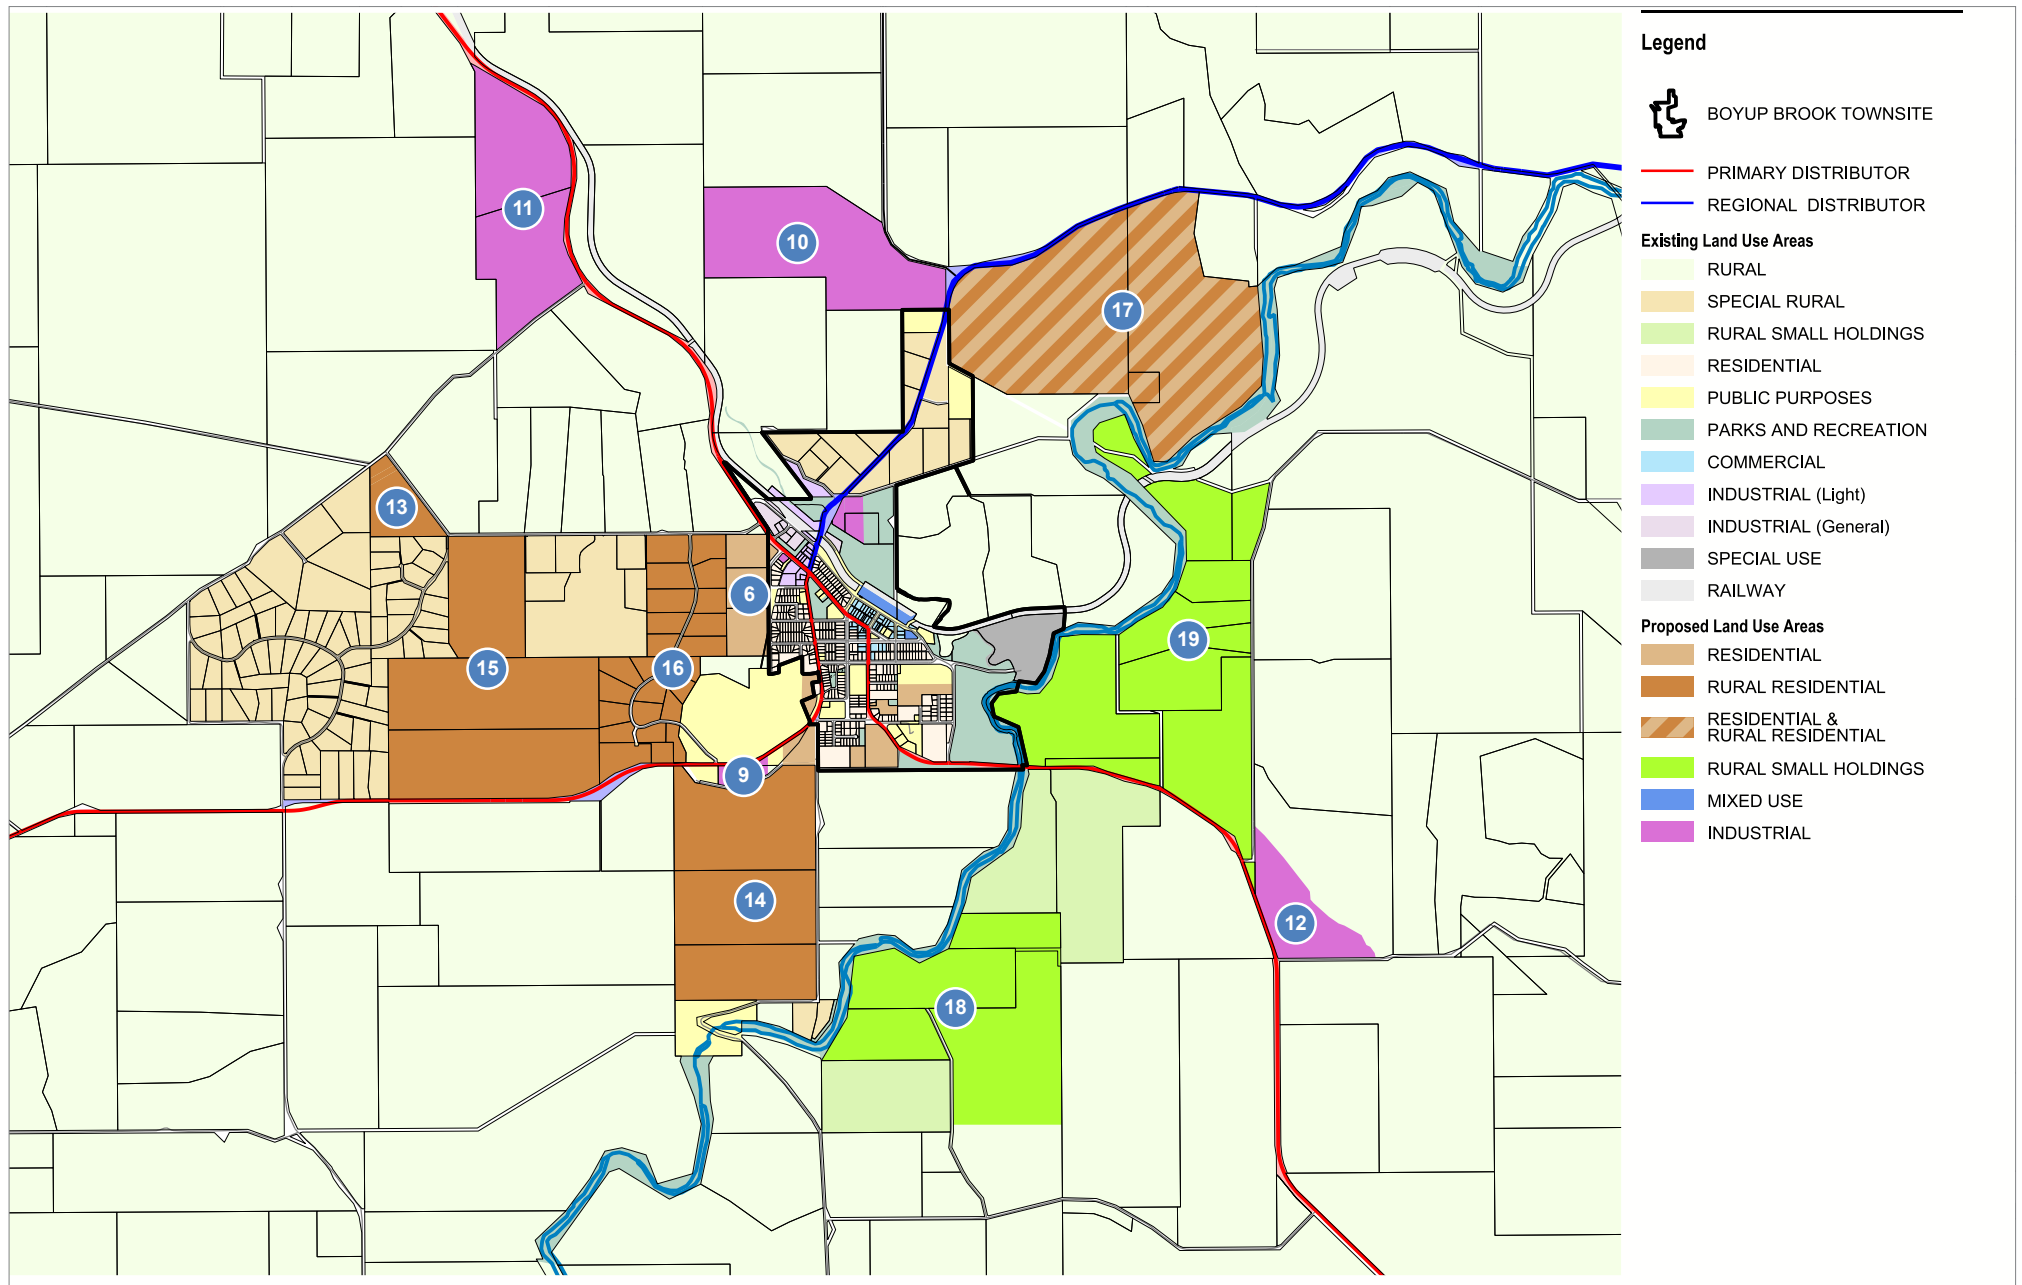 11
10
17
13
6
15
16
19
9
14
12
18
Legend
BOYUP BROOK TOWNSITE
PRIMARY DISTRIBUTOR
REGIONAL DISTRIBUTOR
Existing Land Use Areas
RURAL
SPECIAL RURAL
RURAL SMALL HOLDINGS
RESIDENTIAL
PUBLIC PURPOSES
PARKS AND RECREATION
COMMERCIAL
INDUSTRIAL (Light)
INDUSTRIAL (General)
SPECIAL USE
RAILWAY
Proposed Land Use Areas
RESIDENTIAL
RURAL RESIDENTIAL
RESIDENTIAL &
RURAL RESIDENTIAL
RURAL SMALL HOLDINGS
MIXED USE
INDUSTRIAL